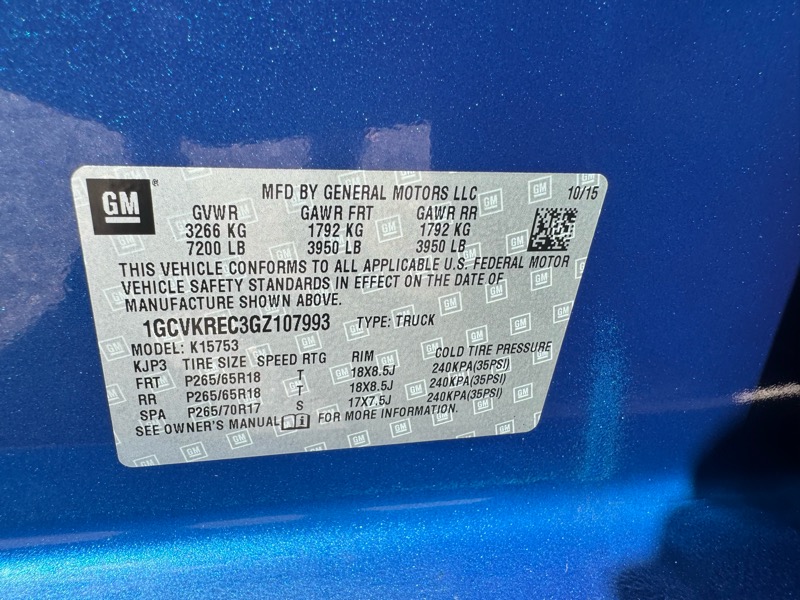 GM® MFD BY GENERAL MOTORS LLC 10/15
GVWR GAWR FRT GAWR RR
3266 KG 1792 KG 1792 KG
7200 LB 3950 LB 3950 LB
THIS VEHICLE CONFORMS TO ALL APPLICABLE U.S. FEDERAL MOTOR
VEHICLE SAFETY STANDARDS IN EFFECT ON THE DATE OF
MANUFACTURE SHOWN ABOVE.
1GCVKREC3GZ107993 TYPE: TRUCK
MODEL: K15753
KJP3 TIRE SIZE SPEED RTG RIM COLD TIRE PRESSURE
FRT P265/65R18 T 18X8.5J 240KPA(35PSI)
RR P265/65R18 T 18X8.5J 240KPA(35PSI)
SPA P265/70R17 S 17X7.5J 240KPA(35PSI)
SEE OWNER'S MANUAL i FOR MORE INFORMATION.